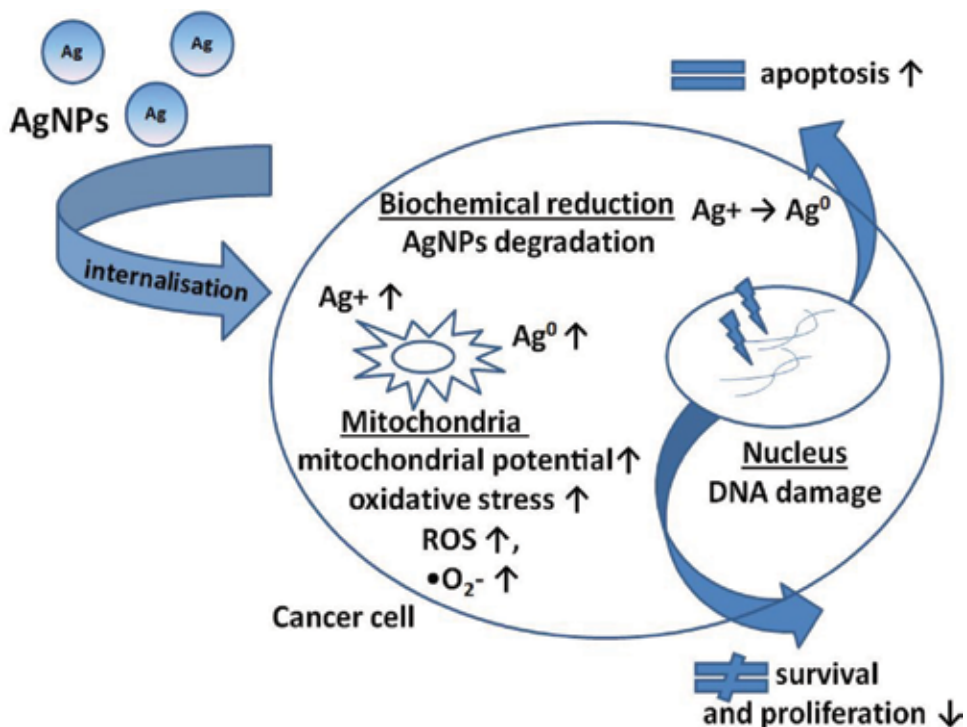 Ag
Ag
Ag
AgNPs
internalisation
apoptosis ↑
Biochemical reduction Ag+ → Ag⁰
AgNPs degradation
Ag+ ↑
Ag⁰ ↑
Mitochondria
mitochondrial potential↑
oxidative stress ↑
ROS ↑,
•O₂- ↑
Cancer cell
Nucleus
DNA damage
survival
and proliferation ↓